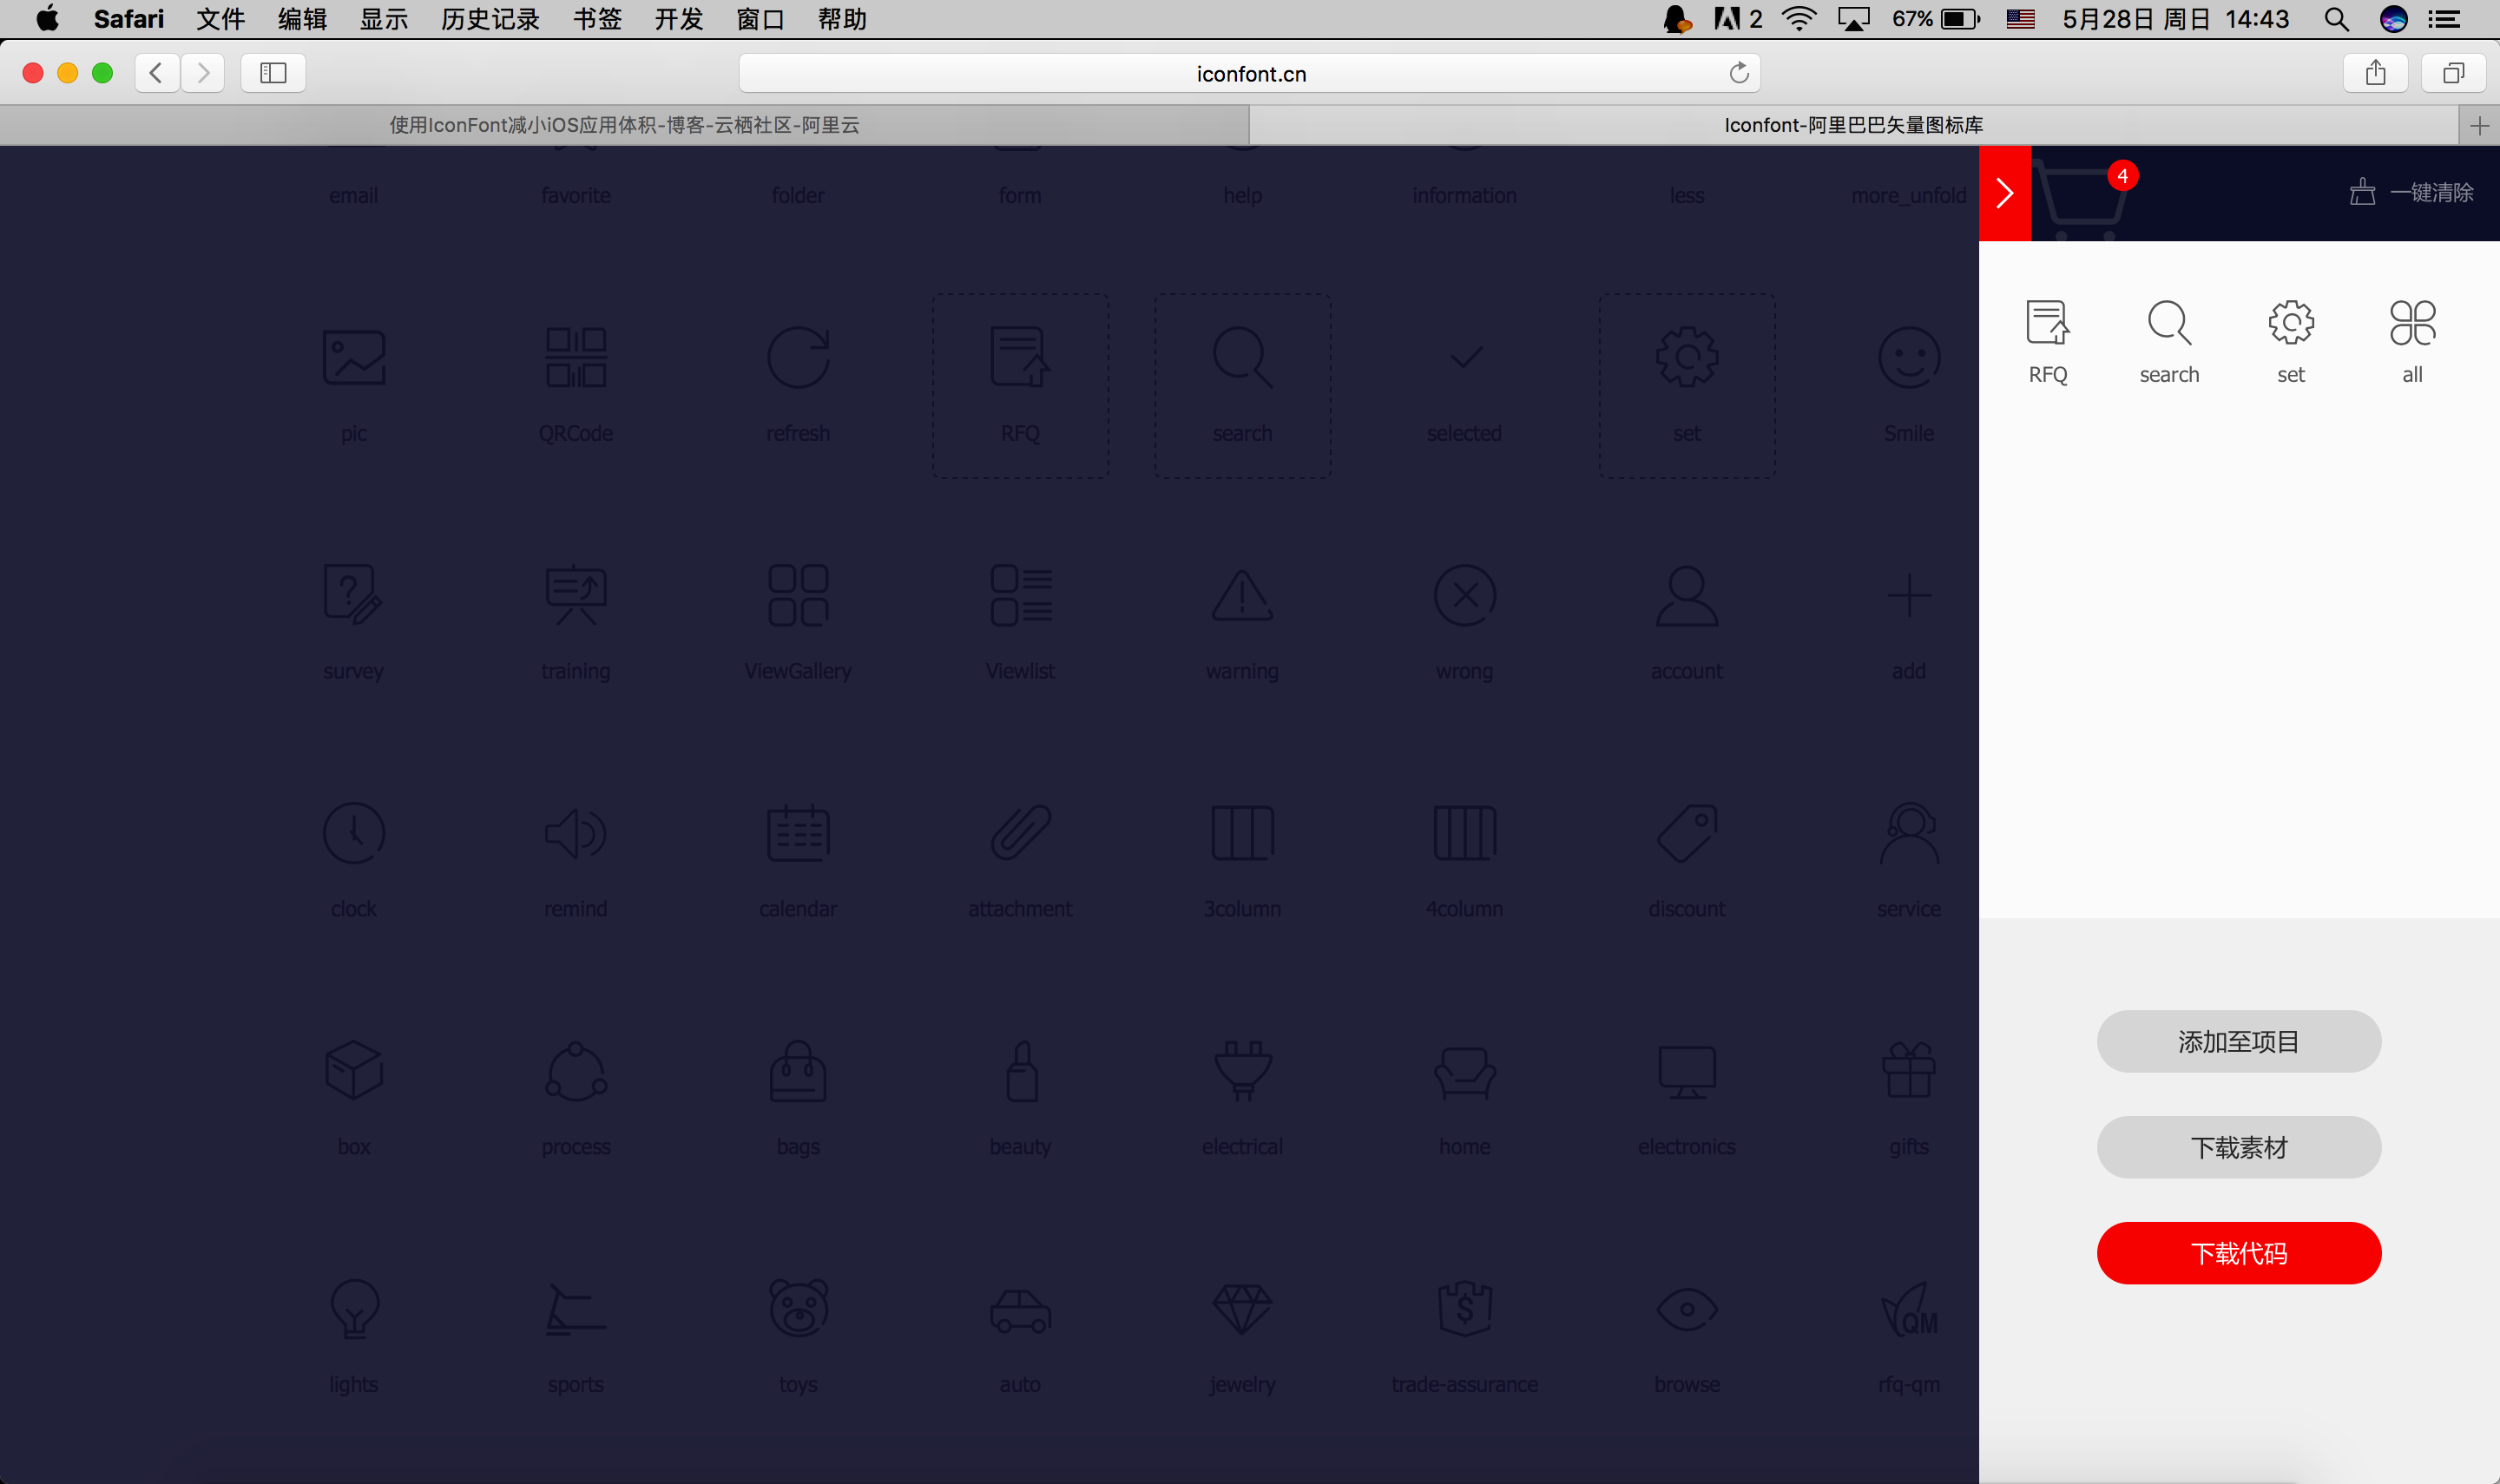 Safari 文件 编辑 显示 历史记录 书签 开发 窗口 帮助 2 67% 5月28日 周日 14:43
iconfont.cn
使用IconFont减小iOS应用体积-博客-云栖社区-阿里云 Iconfont-阿里巴巴矢量图标库
email favorite folder form help information less more_unfold
4 一键清除
pic QRCode refresh RFQ search selected set Smile
RFQ search set all
survey training ViewGallery Viewlist warning wrong account add
clock remind calendar attachment 3column 4column discount service
box process bags beauty electrical home electronics gifts
QM
lights sports toys auto jewelry trade-assurance browse rfq-qm
添加至项目
下载素材
下载代码